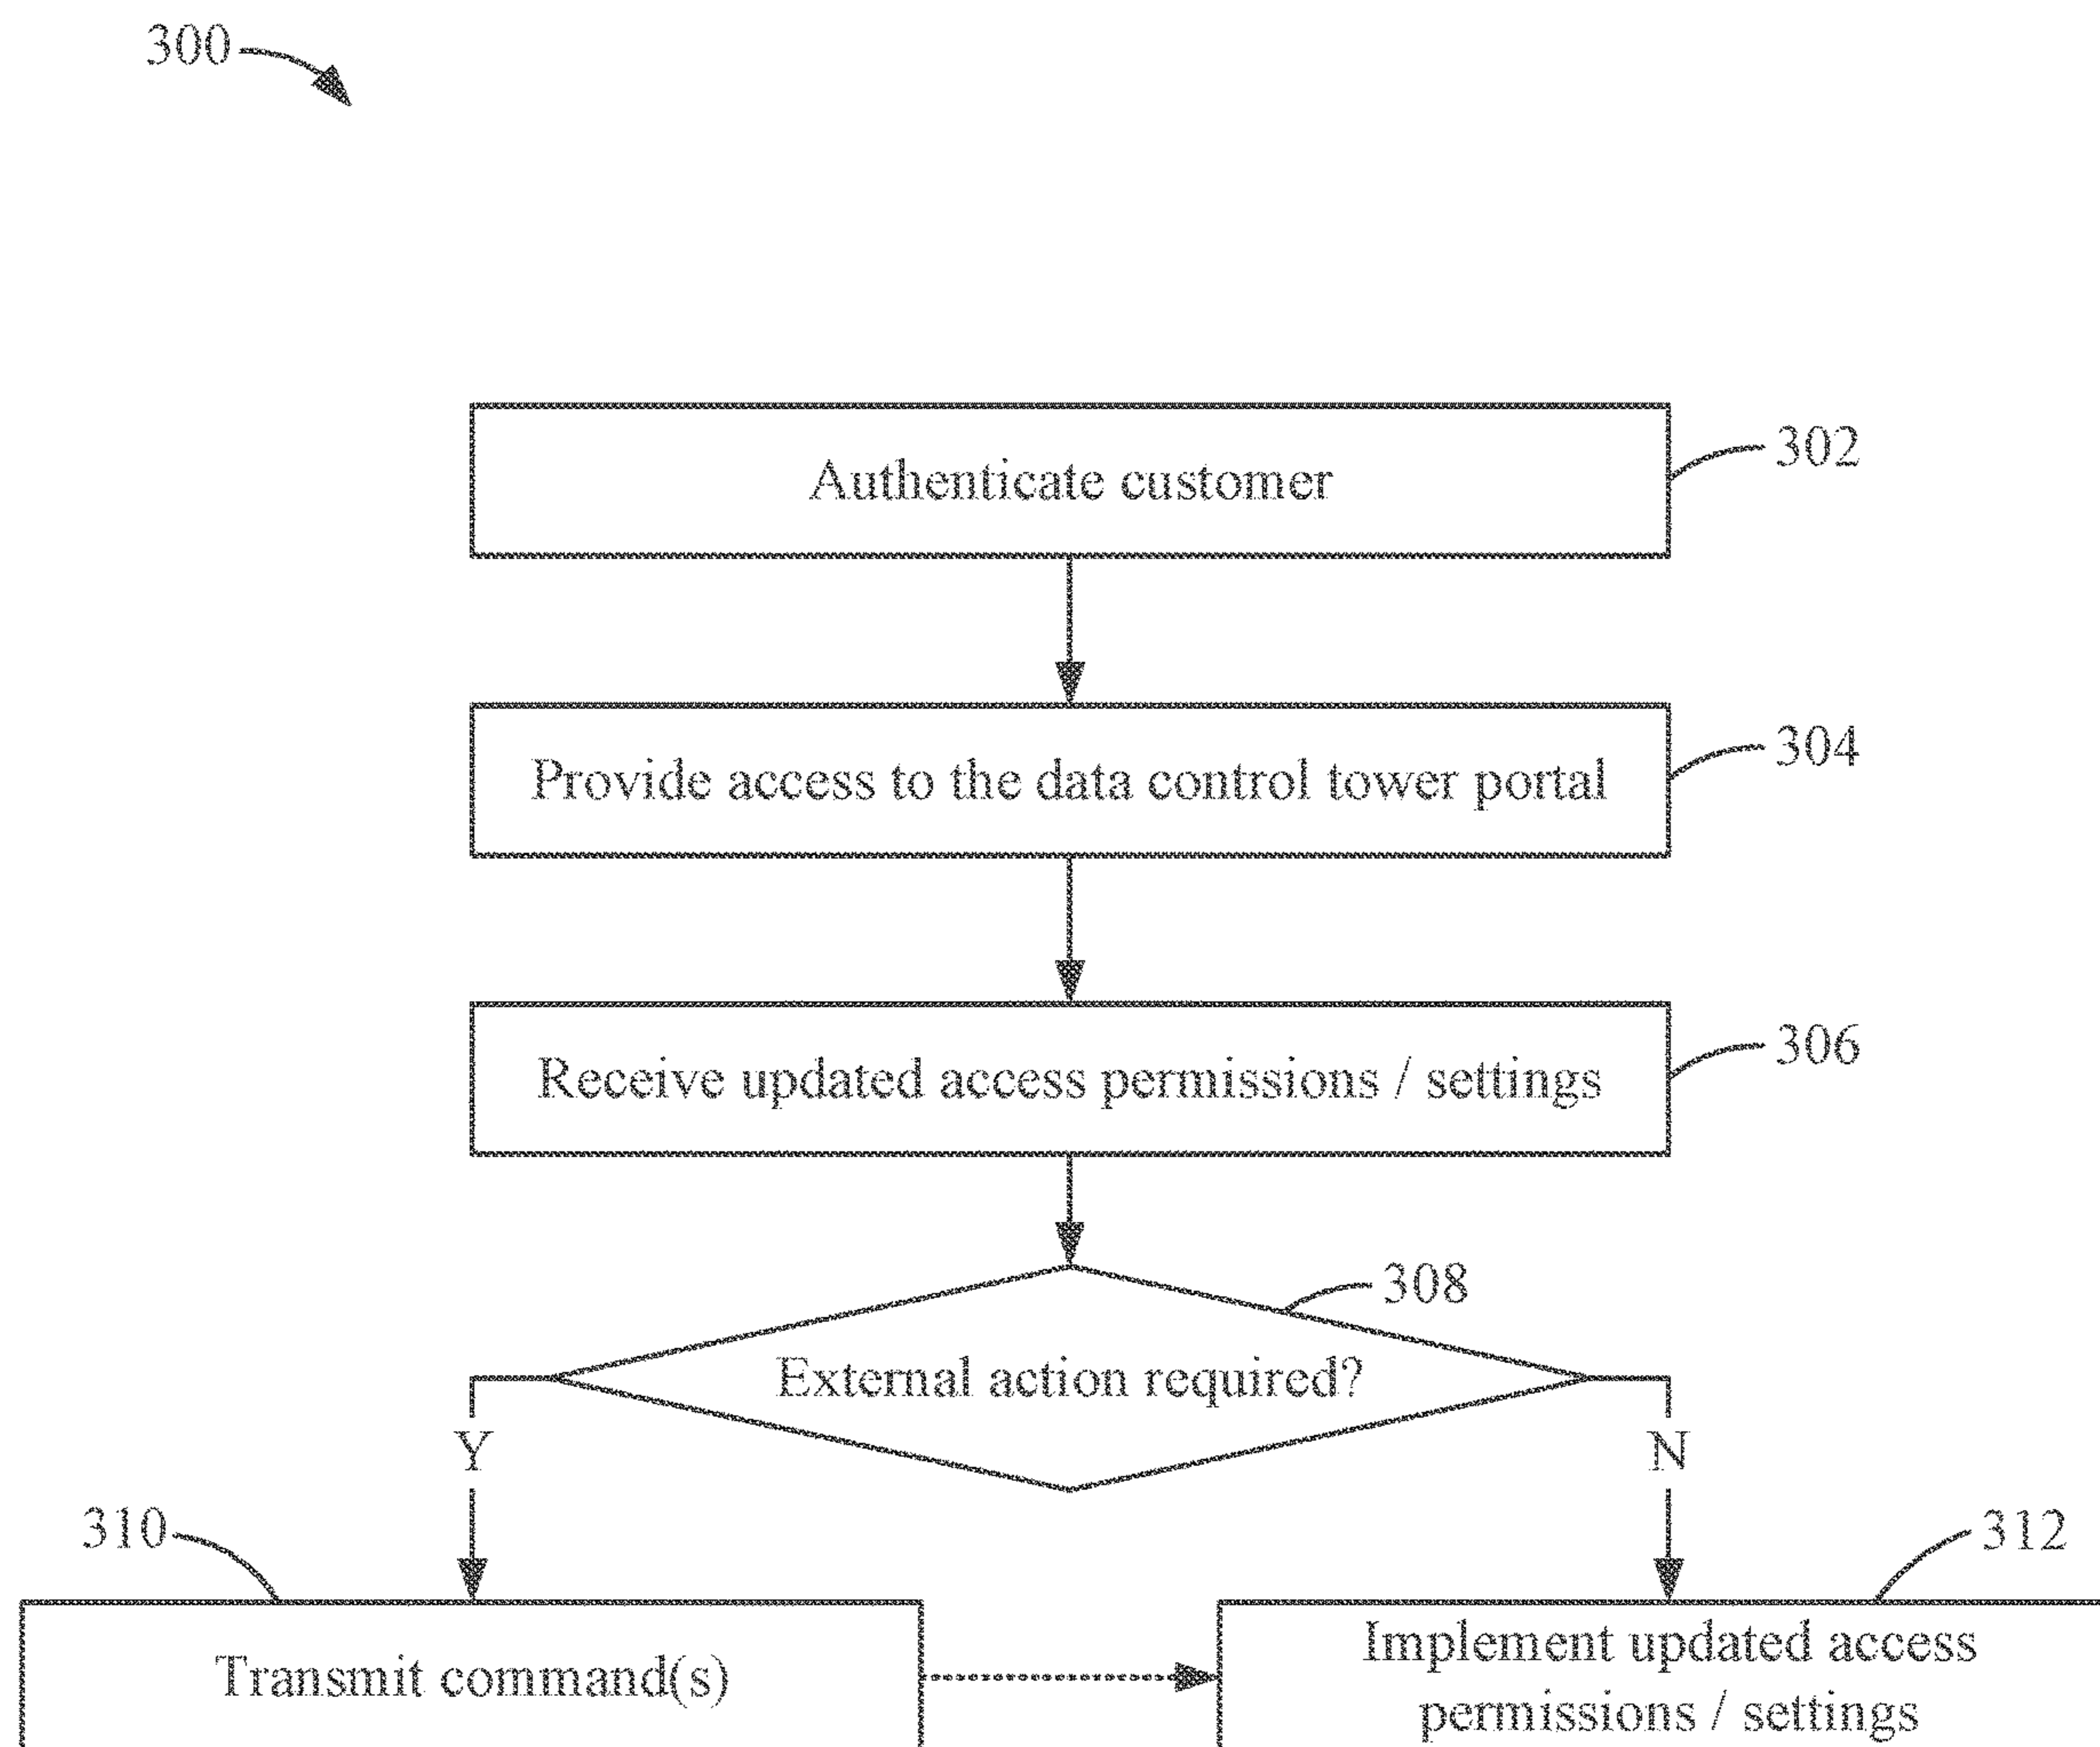 300
Authenticate customer
302
Provide access to the data control tower portal
304
Receive updated access permissions / settings
306
308
External action required?
Y
N
310
312
Transmit command(s)
Implement updated access
permissions / settings